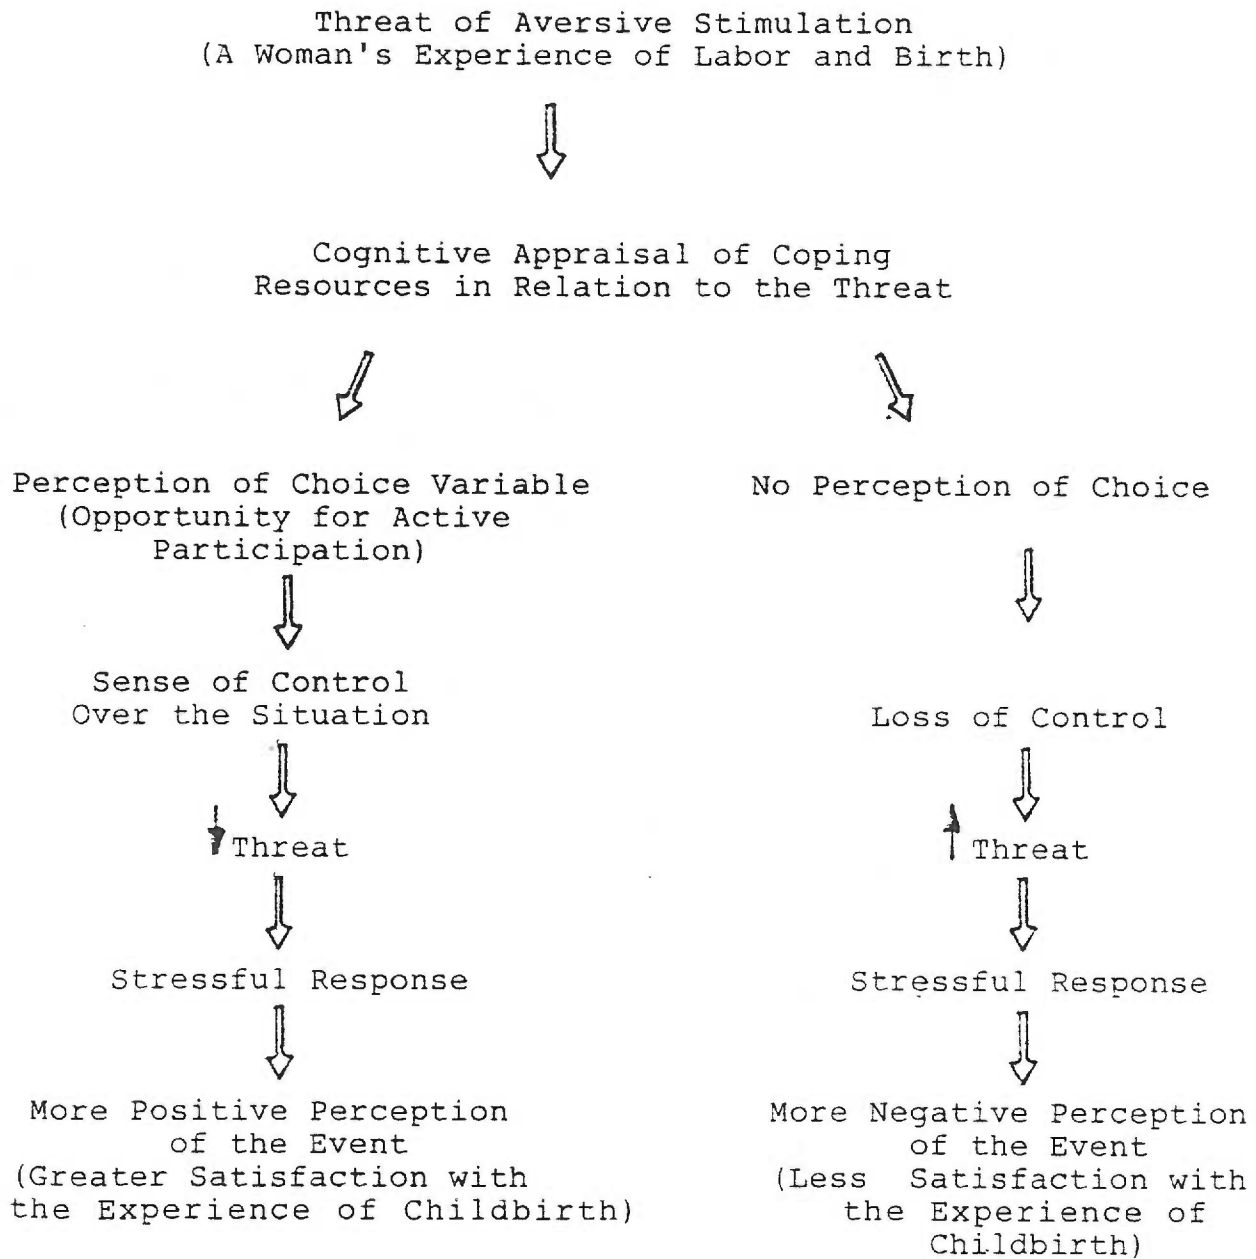 Threat of Aversive Stimulation
(A Woman's Experience of Labor and Birth)
Cognitive Appraisal of Coping
Resources in Relation to the Threat
Perception of Choice Variable
(Opportunity for Active
Participation)
Sense of Control
Over the Situation
Threat
Stressful Response
More Positive Perception
of the Event
(Greater Satisfaction with
the Experience of Childbirth)
No Perception of Choice
Loss of Control
Threat
Stressful Response
More Negative Perception
of the Event
(Less Satisfaction with
the Experience of
Childbirth)